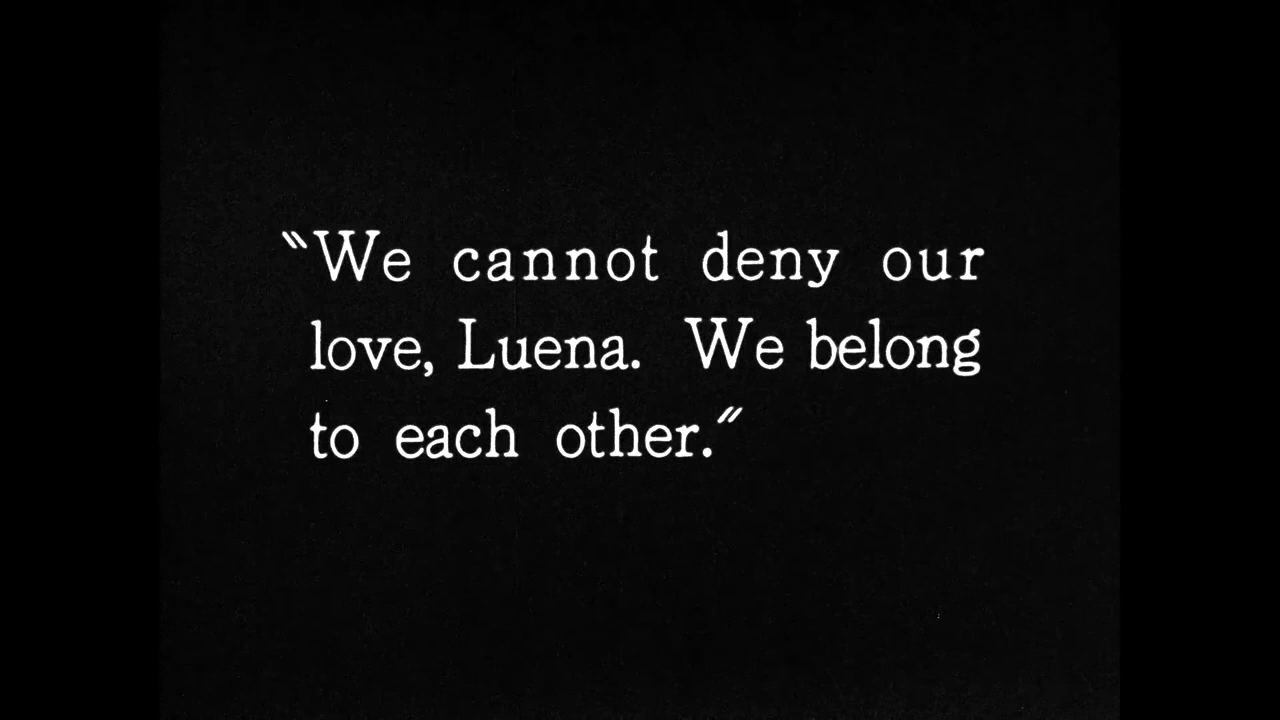 "We cannot deny our
love, Luena. We belong
to each other."